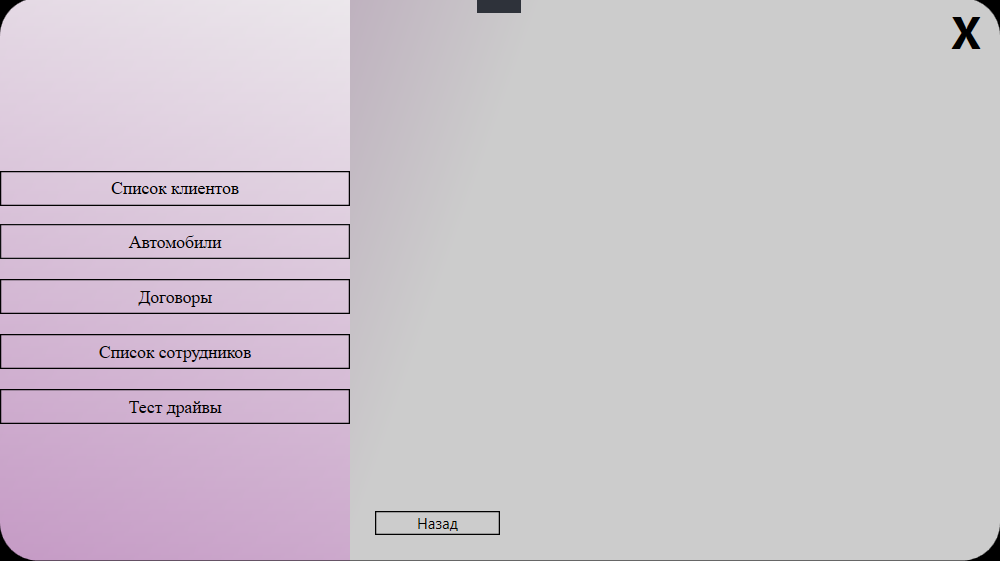 X
Список клиентов
Автомобили
Договоры
Список сотрудников
Тест драйвы
Назад